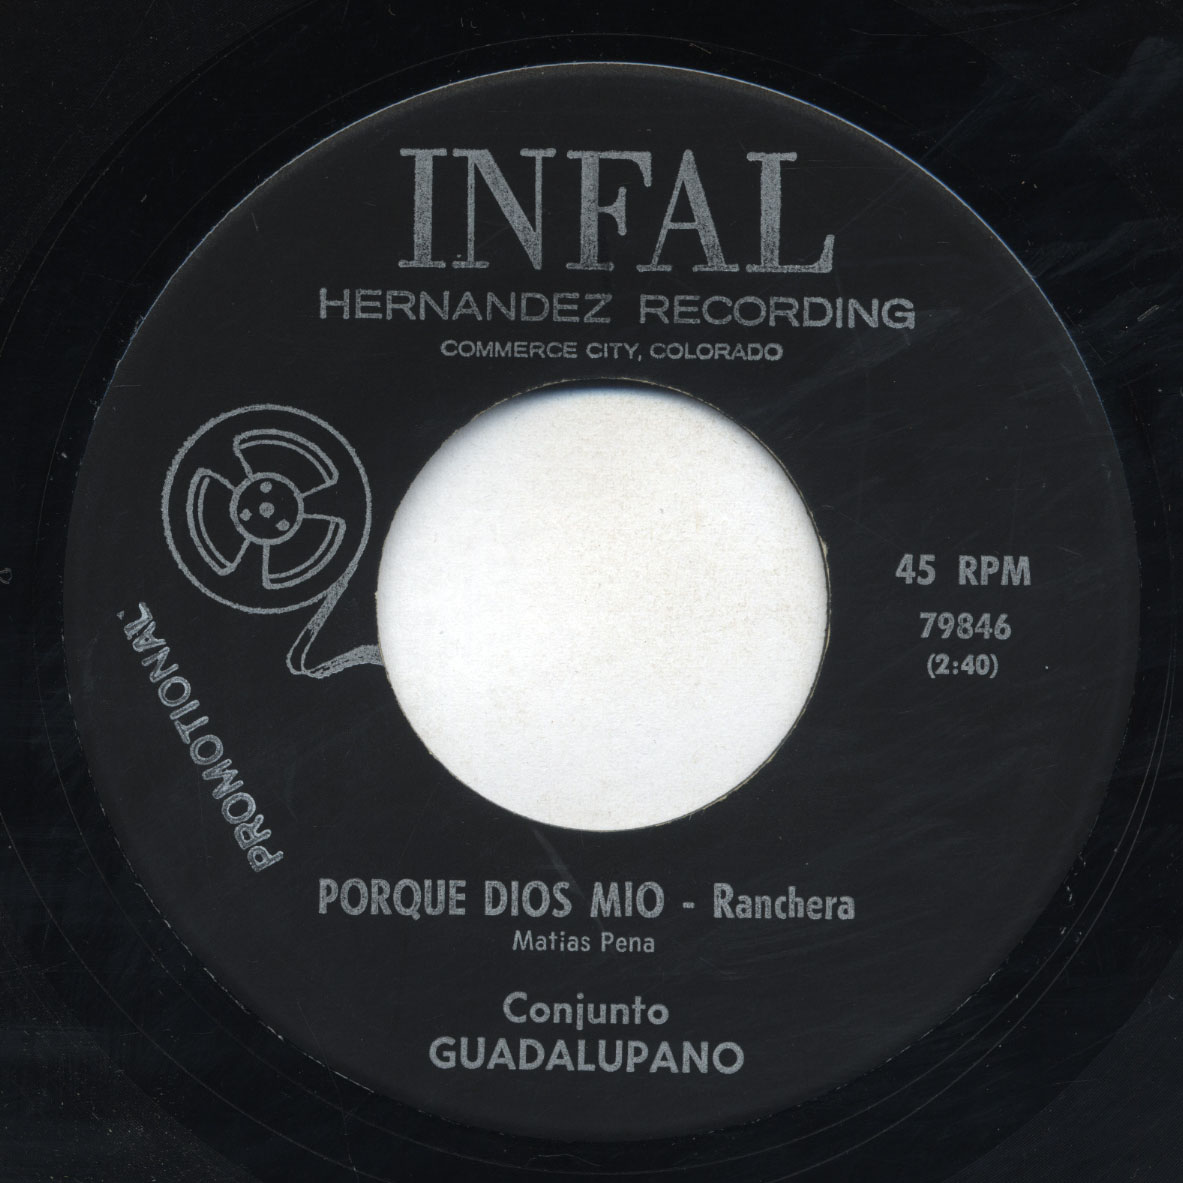 INFAL
HERNANDEZ RECORDING
COMMERCE CITY, COLORADO
45 RPM
79846
(2:40)
PROMOTIONAL
PORQUE DIOS MIO - Ranchera
Matias Pena
Conjunto
GUADALUPANO